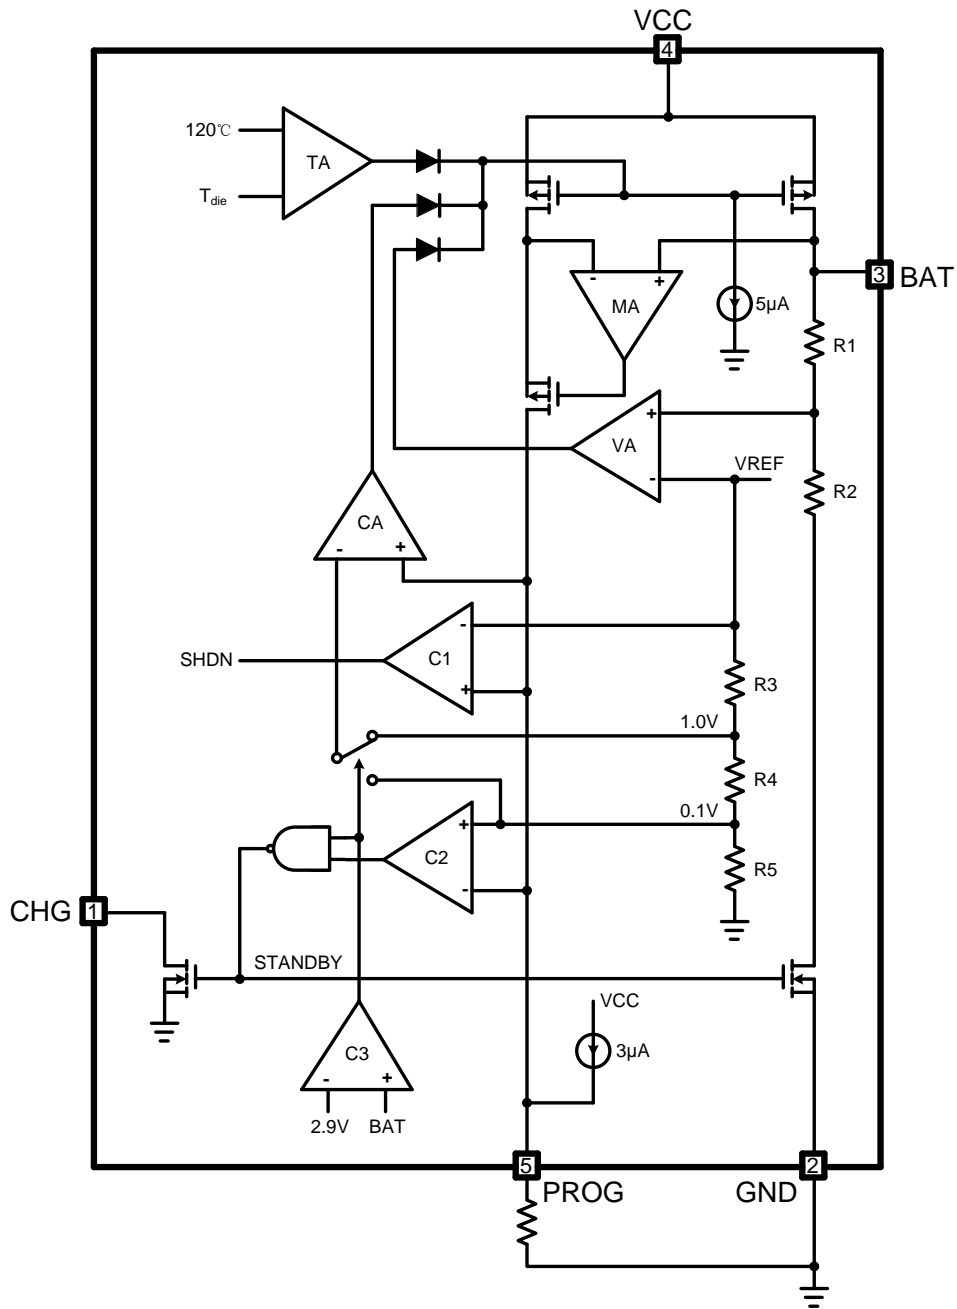 VCC
4
120℃
TA
Tdie
3
BAT
- +
MA
5µA
R1
+
VA
VREF
-
R2
CA
- +
-
SHDN
C1
R3
+
1.0V
R4
0.1V
+
C2
R5
-
CHG
1
STANDBY
VCC
C3
3µA
- +
2.9V
BAT
5
2
PROG
GND